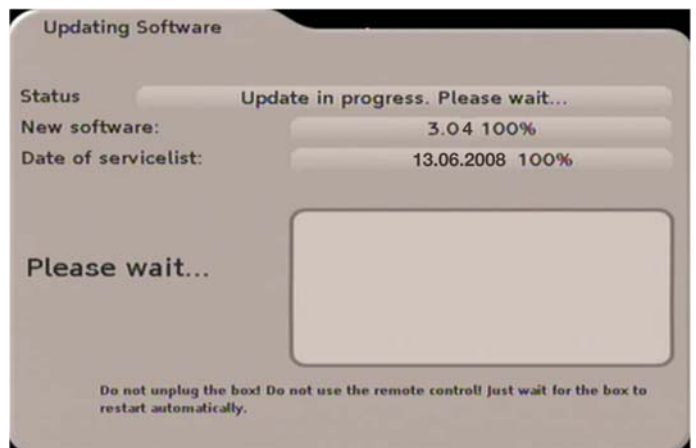 Updating Software
Status Update in progress. Please wait...
New software: 3.04 100%
Date of servicelist: 13.06.2008 100%
Please wait...
Do not unplug the box! Do not use the remote control! Just wait for the box to
restart automatically.